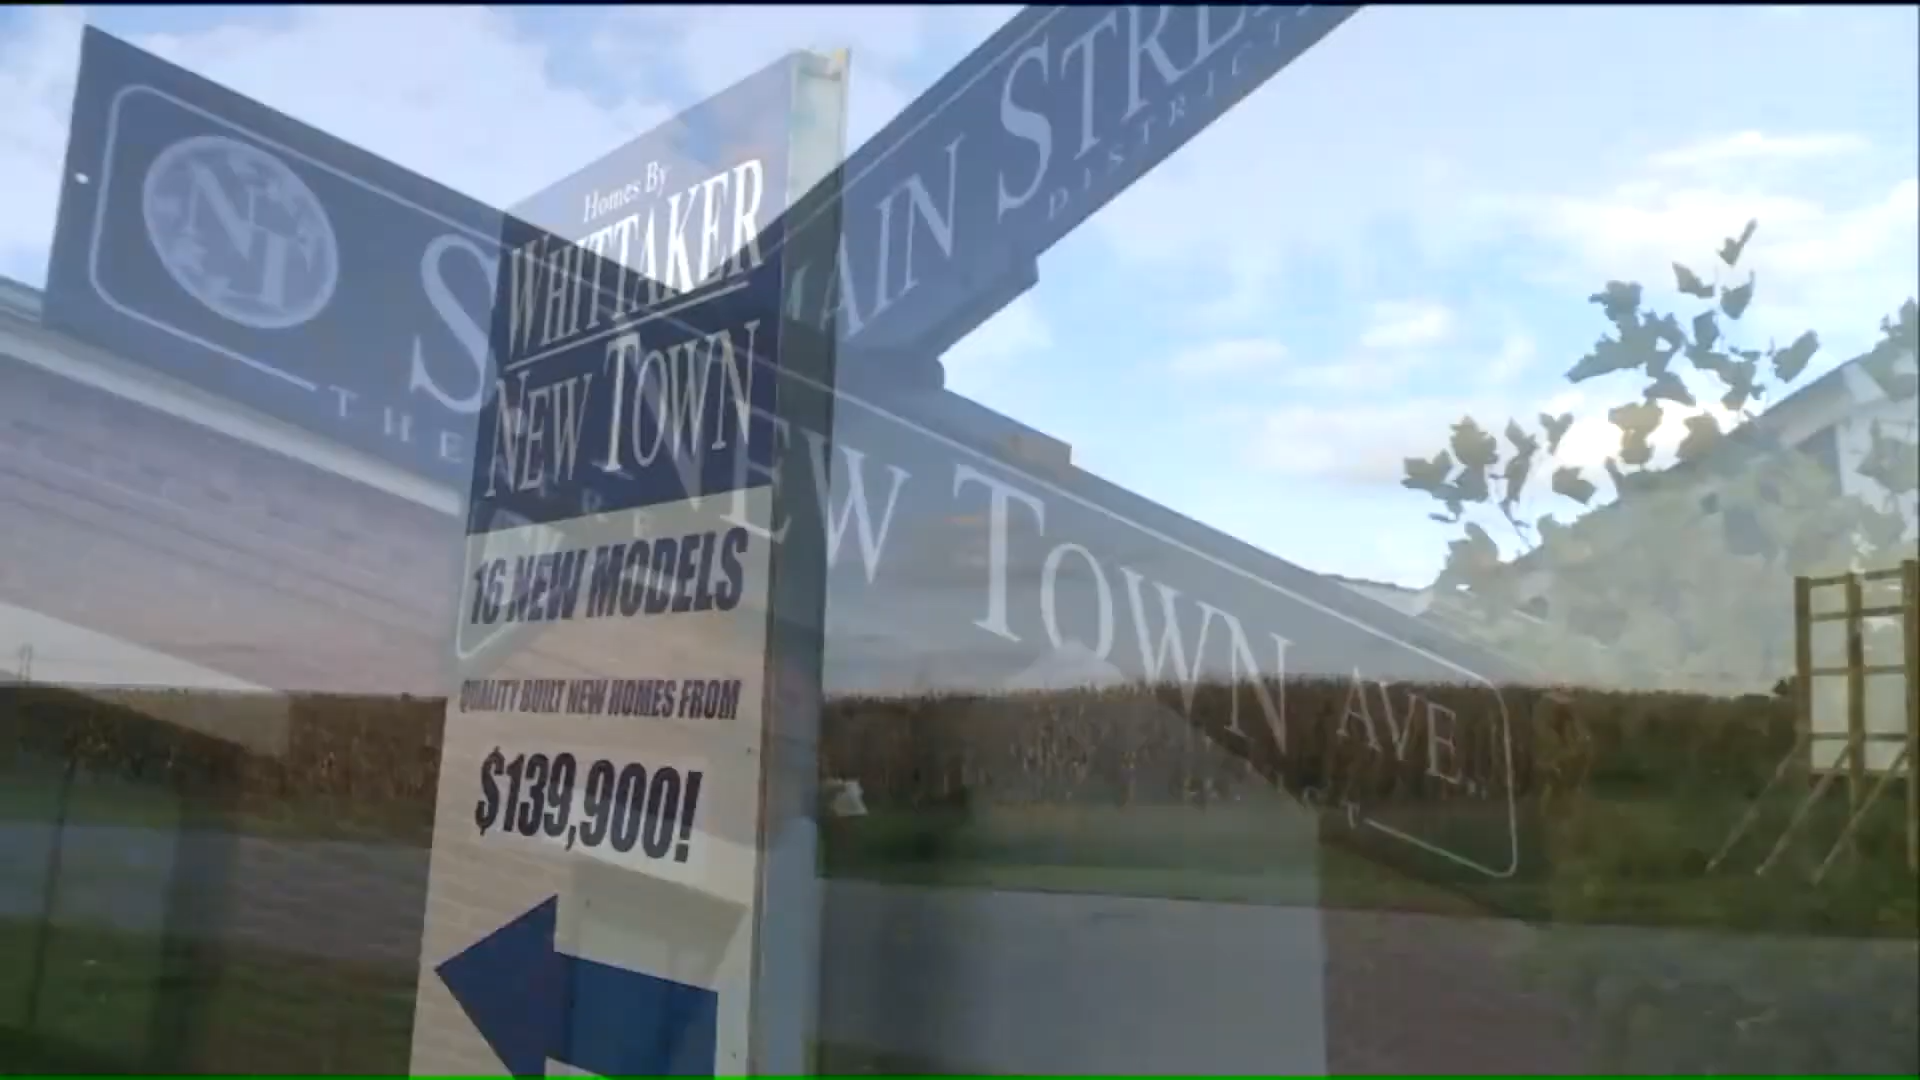 NT
S
THE
MAIN STRE
DISTRICT
Homes By
WHITTAKER
NEW TOWN
NEW TOWN AVE.
16 NEW MODELS
QUALITY BUILT NEW HOMES FROM
$139,900!